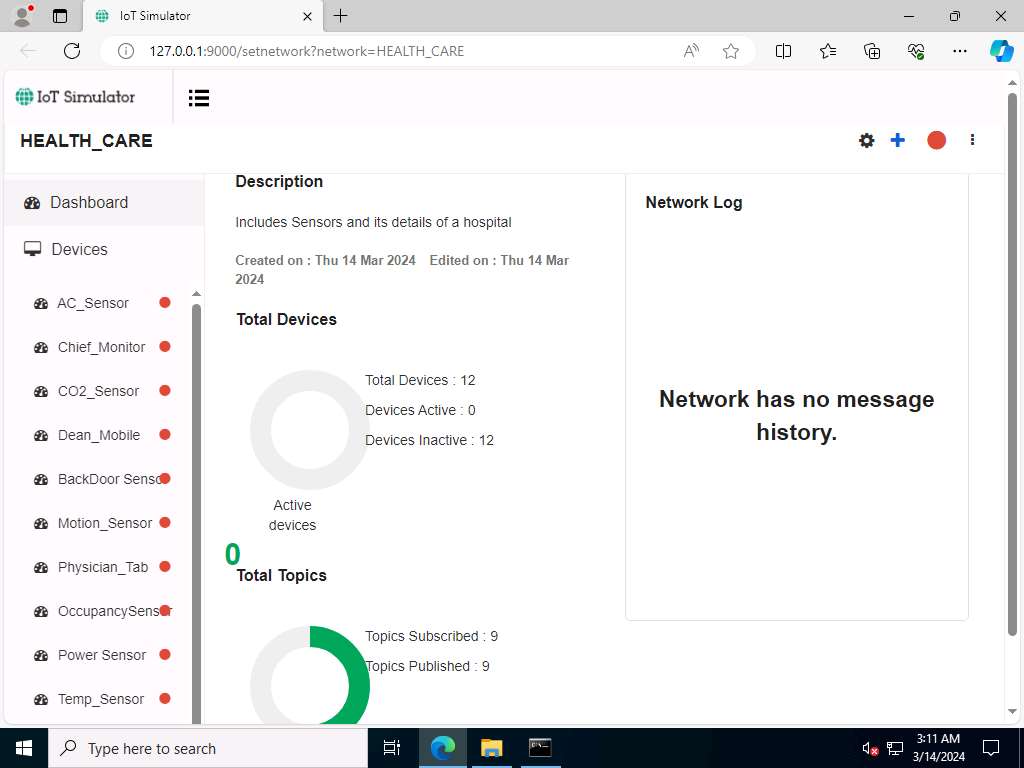 IoT Simulator
127.0.0.1:9000/setnetwork?network=HEALTH_CARE
IoT Simulator
HEALTH_CARE
Dashboard
Devices
AC_Sensor
Chief_Monitor
CO2_Sensor
Dean_Mobile
BackDoor Senso
Motion_Sensor
Physician_Tab
OccupancySensor
Power Sensor
Temp_Sensor
Description
Includes Sensors and its details of a hospital
Created on : Thu 14 Mar 2024 Edited on : Thu 14 Mar
2024
Total Devices
Total Devices : 12
Devices Active : 0
Devices Inactive : 12
Active
devices
0
Total Topics
Topics Subscribed : 9
Topics Published : 9
Network Log
Network has no message
history.
Type here to search
3:11 AM
3/14/2024